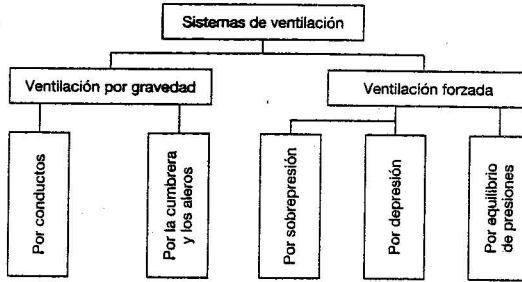 Sistemas de ventilación
Ventilación por gravedad
Ventilación forzada
Por conductos
Por la cumbrera
y los aleros
Por sobrepresión
Por depresión
Por equilibrio
de presiones